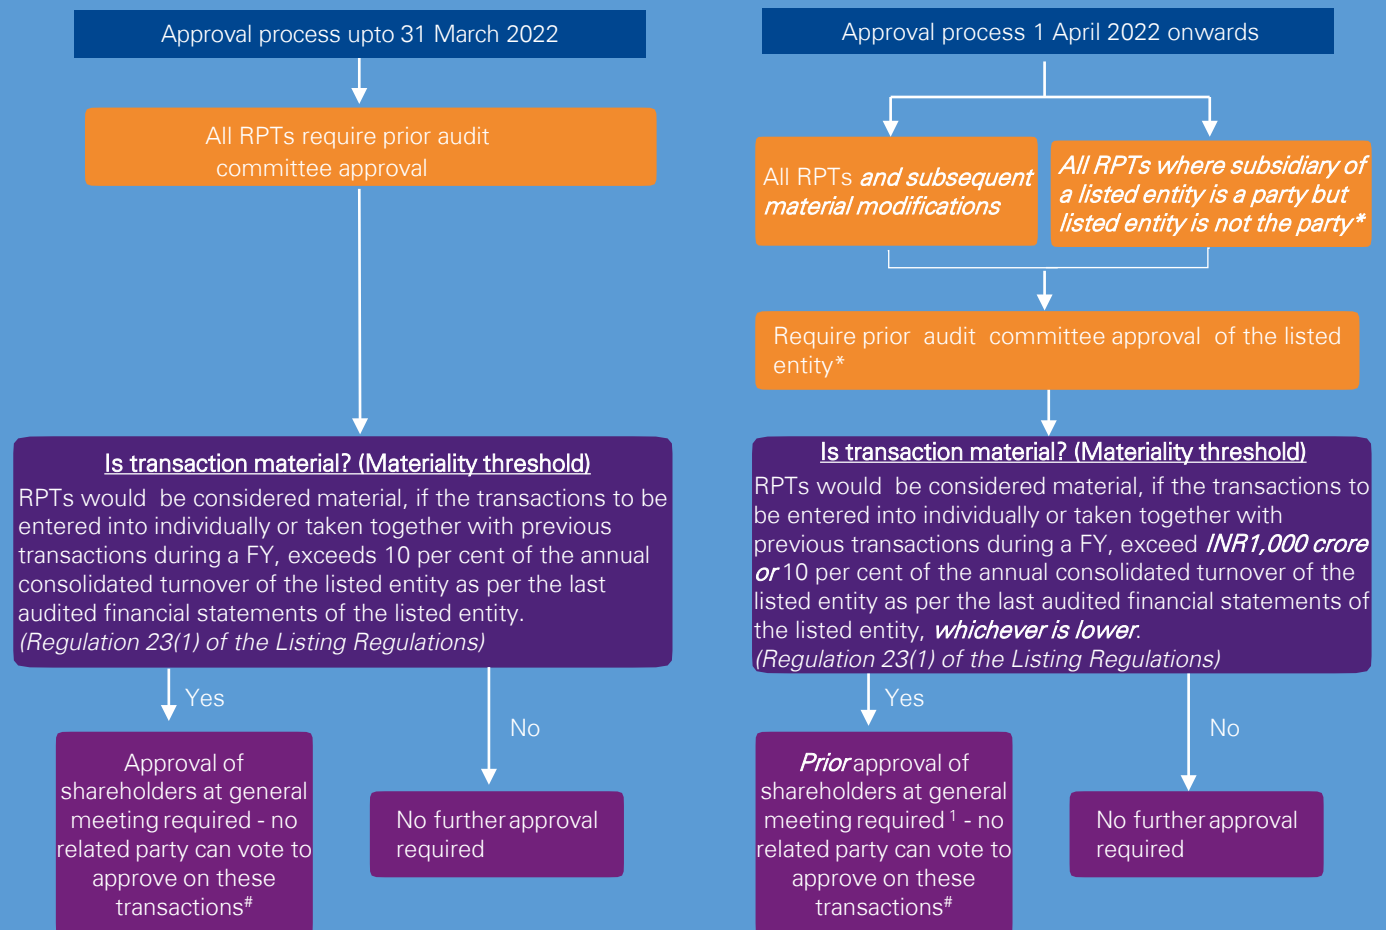 Approval process upto 31 March 2022
All RPTs require prior audit
committee approval
Is transaction material? (Materiality threshold)
RPTs would be considered material, if the transactions to be
entered into individually or taken together with previous
transactions during a FY, exceeds 10 per cent of the annual
consolidated turnover of the listed entity as per the last
audited financial statements of the listed entity.
(Regulation 23(1) of the Listing Regulations)
Yes
No
Approval of
shareholders at general
meeting required - no
related party can vote to
approve on these
transactions#
No further approval
required
Approval process 1 April 2022 onwards
All RPTs and subsequent
material modifications
All RPTs where subsidiary of
a listed entity is a party but
listed entity is not the party*
Require prior audit committee approval of the listed
entity*
Is transaction material? (Materiality threshold)
RPTs would be considered material, if the transactions to
be entered into individually or taken together with
previous transactions during a FY, exceed INR1,000 crore
or 10 per cent of the annual consolidated turnover of the
listed entity as per the last audited financial statements of
the listed entity, whichever is lower.
(Regulation 23(1) of the Listing Regulations)
Yes
No
Prior approval of
shareholders at general
meeting required 1 - no
related party can vote to
approve on these
transactions#
No further approval
required